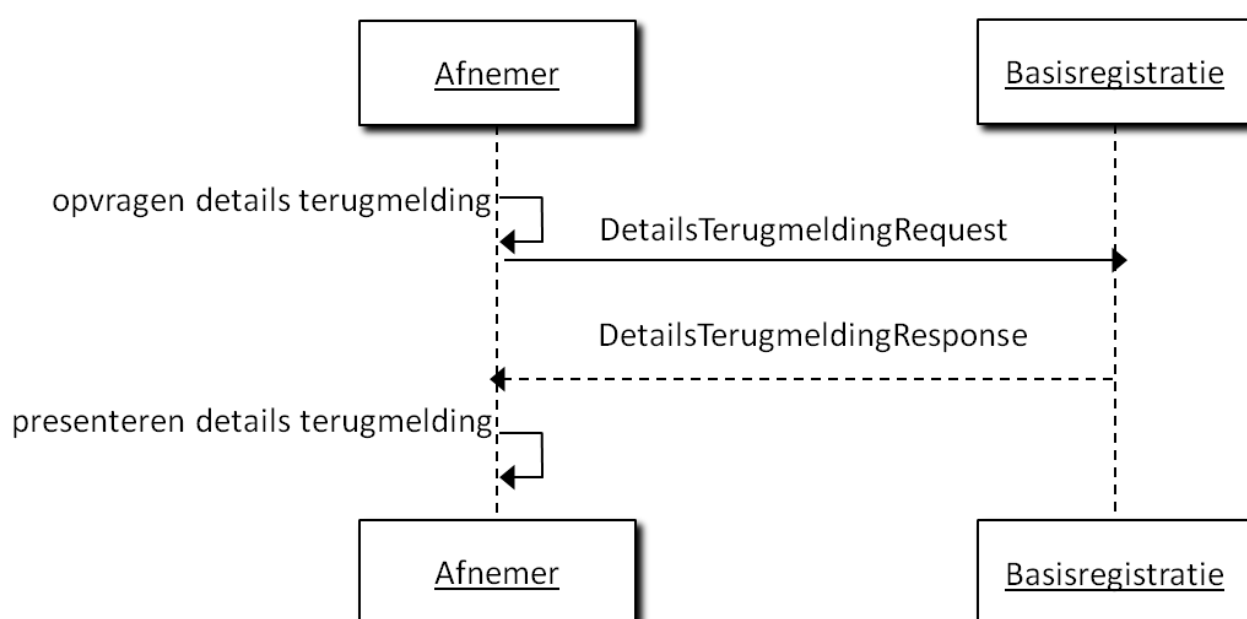 Afnemer
Basisregistratie
opvragen details terugmelding
DetailsTerugmeldingRequest
DetailsTerugmeldingResponse
presenteren details terugmelding
Afnemer
Basisregistratie